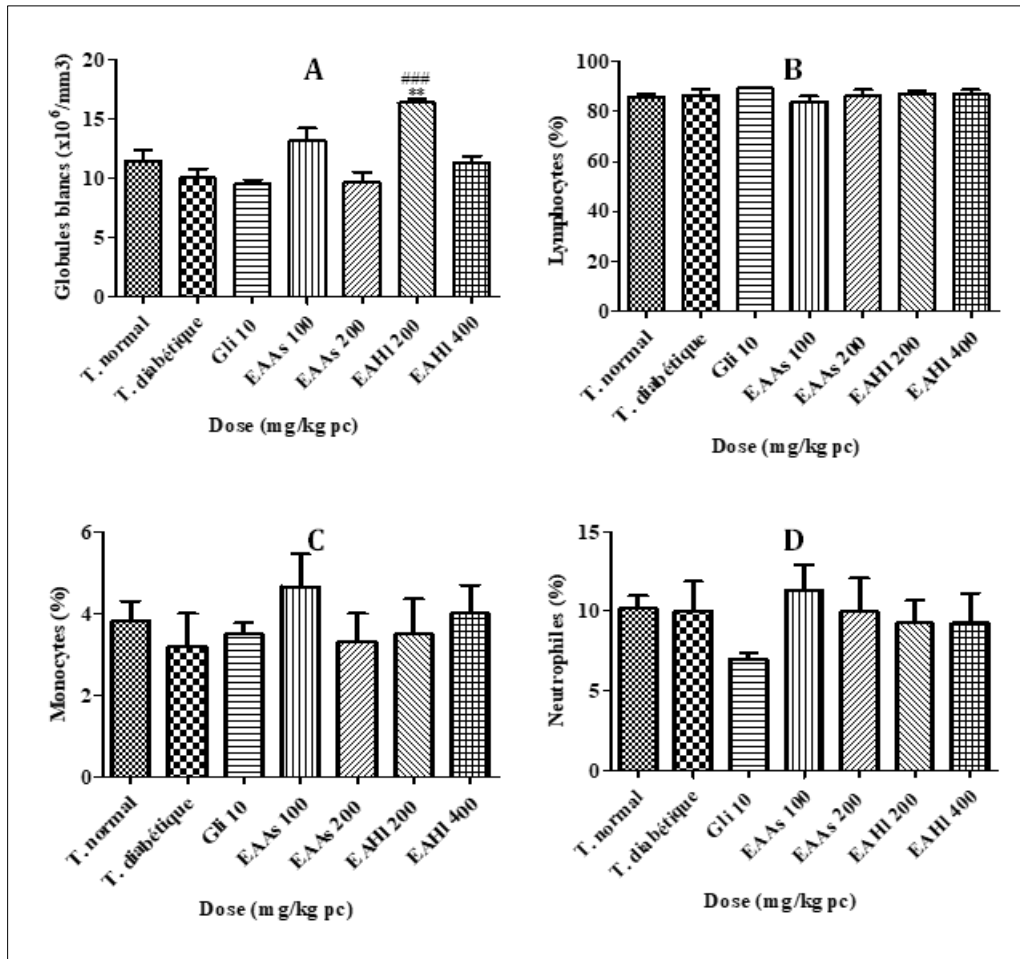 A
Globules blancs (x10^6/mm3)
20
15
10
5
0
###
**
T. normal
T. diabétique
Gli 10
EAAs 100
EAAs 200
EAHl 200
EAHl 400
Dose (mg/kg pc)
B
Lymphocytes (%)
100
80
60
40
20
0
T. normal
T. diabétique
Gli 10
EAAs 100
EAAs 200
EAHl 200
EAHl 400
Dose (mg/kg pc)
C
Monocytes (%)
6
4
2
0
T. normal
T. diabétique
Gli 10
EAAs 100
EAAs 200
EAHl 200
EAHl 400
Dose (mg/kg pc)
D
Neutrophiles (%)
15
10
5
0
T. normal
T. diabétique
Gli 10
EAAs 100
EAAs 200
EAHl 200
EAHl 400
Dose (mg/kg pc)